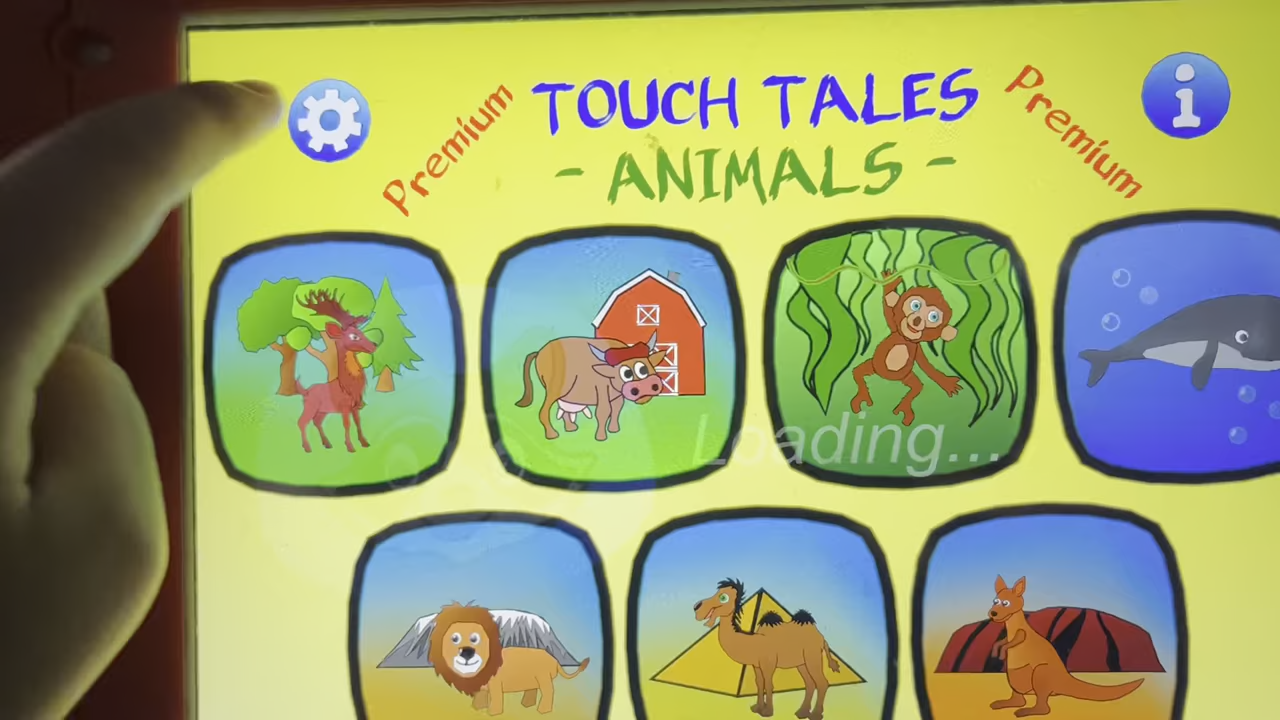 Premium
TOUCH TALES
- ANIMALS -
Premium
i
Loading...